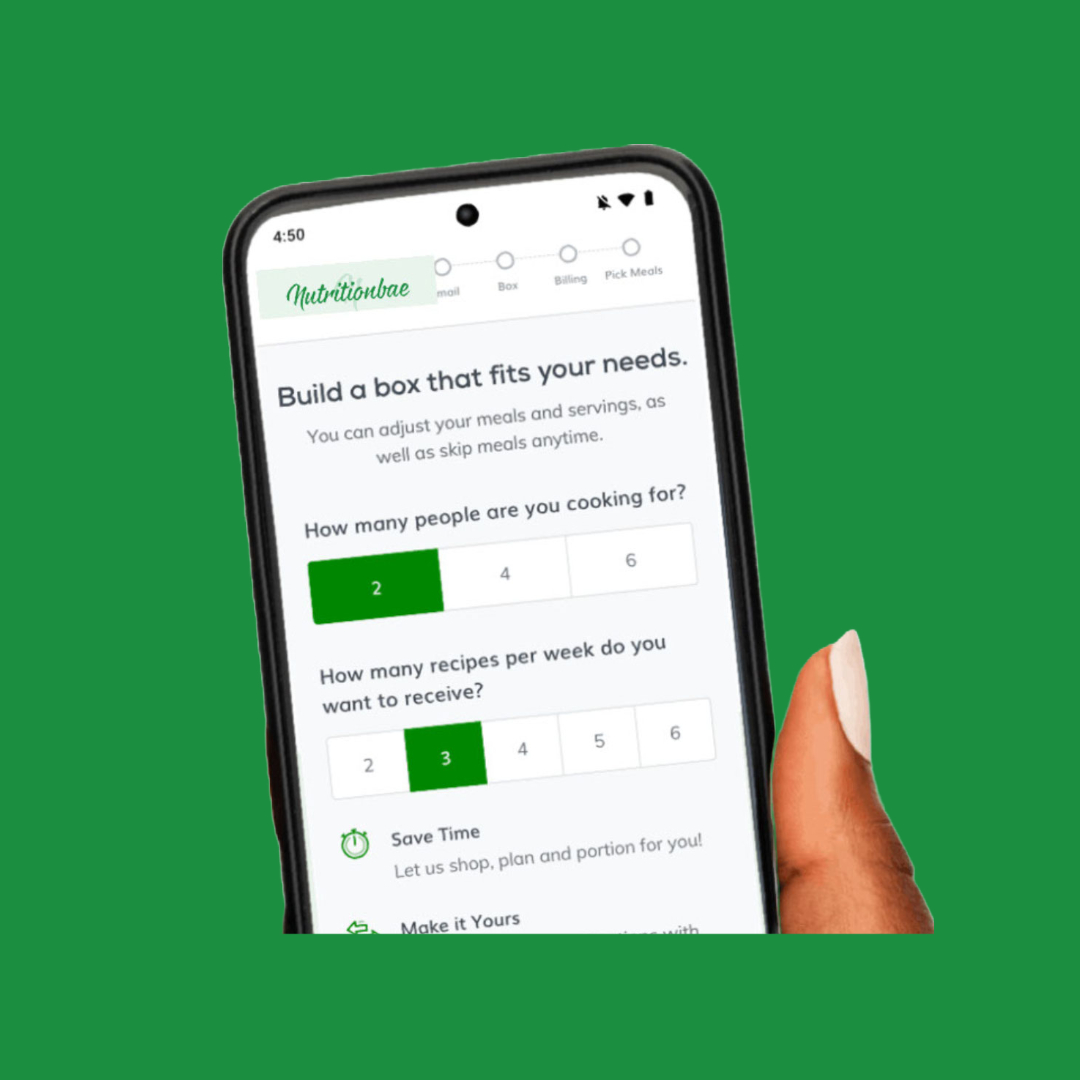 4:50
Nutritionbae
mail
Box
Billing
Pick Meals
Build a box that fits your needs.
You can adjust your meals and servings, as
well as skip meals anytime.
How many people are you cooking for?
2
4
6
How many recipes per week do you
want to receive?
2
3
4
5
6
Save Time
Let us shop, plan and portion for you!
Make it Yours
with